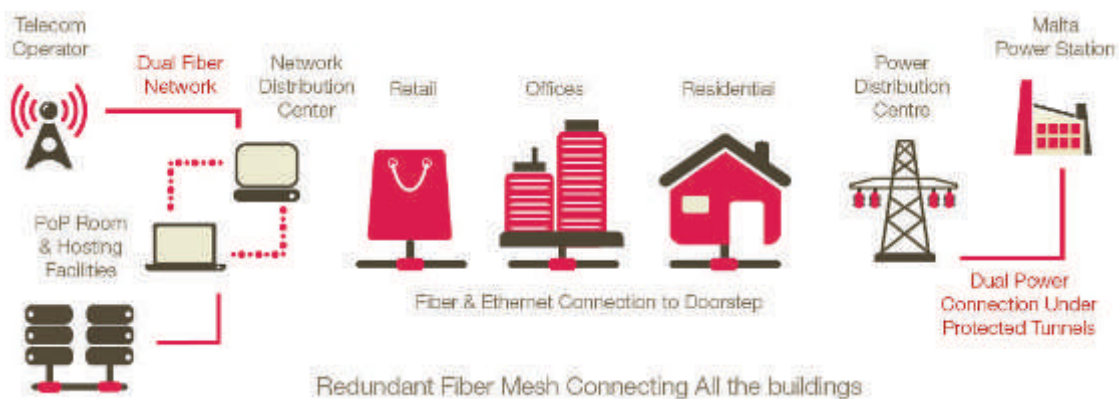 Telecom
Operator
Dual Fiber
Network
Network
Distribution
Center
Retail
Offices
Residential
Power
Distribution
Centre
Malta
Power Station
PoP Room
& Hosting
Facilities
Fiber & Ethernet Connection to Doorstep
Dual Power
Connection Under
Protected Tunnels
Redundant Fiber Mesh Connecting All the buildings